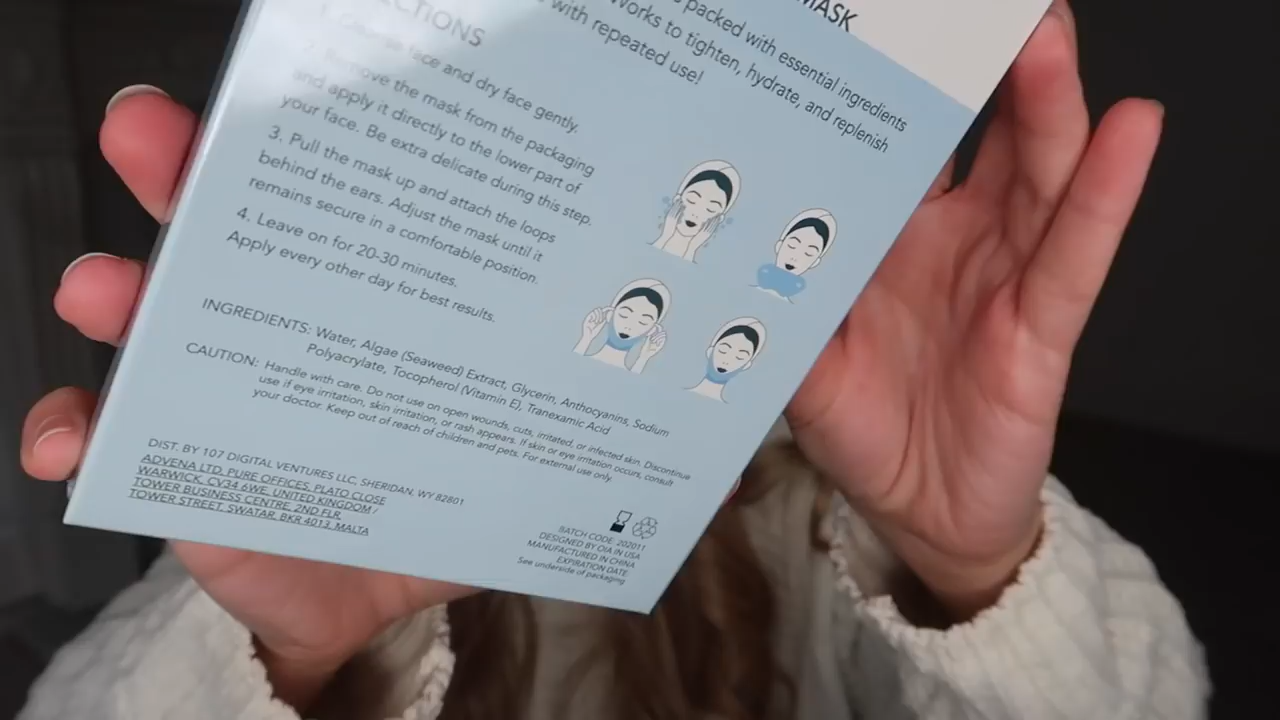 MASK
packed with essential ingredients
Works to tighten, hydrate, and replenish
with repeated use!
face and dry face gently.
2. Remove the mask from the packaging
and apply it directly to the lower part of
your face. Be extra delicate during this step.
3. Pull the mask up and attach the loops
behind the ears. Adjust the mask until it
remains secure in a comfortable position.
4. Leave on for 20-30 minutes.
Apply every other day for best results.
INGREDIENTS: Water, Algae (Seaweed) Extract, Glycerin, Anthocyanins, Sodium
Polyacrylate, Tocopherol (Vitamin E), Tranexamic Acid
CAUTION: Handle with care. Do not use on open wounds, cuts, irritated, or infected skin. Discontinue
use if eye irritation, skin irritation, or rash appears. If skin or eye irritation occurs, consult
your doctor. Keep out of reach of children and pets. For external use only.
DIST. BY 107 DIGITAL VENTURES LLC, SHERIDAN, WY 82801
ADVENA LTD, PURE OFFICES, PLATO CLOSE
WARWICK, CV34 6WE, UNITED KINGDOM /
TOWER BUSINESS CENTRE, 2ND FLR,
TOWER STREET, SWATAR, BKR 4013, MALTA
BATCH CODE: 202011
DESIGNED BY OIA IN USA
MANUFACTURED IN CHINA
EXPIRATION DATE
See underside of packaging